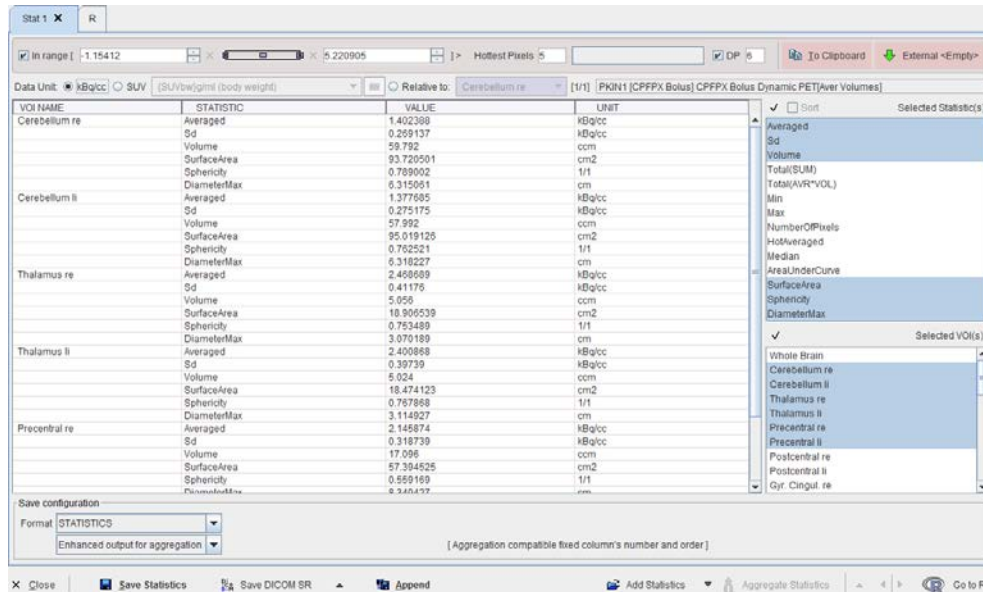 Stat 1 R
In range [ -1.15412 5.220905 ]> Hottest Pixels 5 DP 6 To Clipboard External <Empty>
Data Unit: kBq/cc SUV (SUVbw)g/ml (body weight) Relative to: Cerebellum re [1/1] PKIN1 [CPFPX Bolus] CPFPX Bolus Dynamic PET[Aver Volumes]
VOI NAME STATISTIC VALUE UNIT Sort Selected Statistic(s)
Cerebellum re Averaged 1.402388 kBq/cc
Sd 0.269137 kBq/cc
Volume 59.792 ccm
SurfaceArea 93.720501 cm2
Sphericity 0.789002 1/1
DiameterMax 6.315061 cm
Cerebellum li Averaged 1.377685 kBq/cc
Sd 0.275175 kBq/cc
Volume 57.992 ccm
SurfaceArea 95.019126 cm2
Sphericity 0.762521 1/1
DiameterMax 6.318227 cm
Thalamus re Averaged 2.468689 kBq/cc
Sd 0.41176 kBq/cc
Volume 5.056 ccm
SurfaceArea 18.906539 cm2
Sphericity 0.753489 1/1
DiameterMax 3.070189 cm
Thalamus li Averaged 2.400868 kBq/cc
Sd 0.39739 kBq/cc
Volume 5.024 ccm
SurfaceArea 18.474123 cm2
Sphericity 0.767868 1/1
DiameterMax 3.114927 cm
Precentral re Averaged 2.145874 kBq/cc
Sd 0.318739 kBq/cc
Volume 17.096 ccm
SurfaceArea 57.394525 cm2
Sphericity 0.559169 1/1
DiameterMax 8.340427 cm
Averaged
Sd
Volume
Total(SUM)
Total(AVR*VOL)
Min
Max
NumberOfPixels
HotAveraged
Median
AreaUnderCurve
SurfaceArea
Sphericity
DiameterMax
Selected VOI(s)
Whole Brain
Cerebellum re
Cerebellum li
Thalamus re
Thalamus li
Precentral re
Precentral li
Postcentral re
Postcentral li
Gyr. Cingul. re
Save configuration
Format STATISTICS
Enhanced output for aggregation [ Aggregation compatible fixed column's number and order ]
Close Save Statistics Save DICOM SR Append Add Statistics Aggregate Statistics Go to R